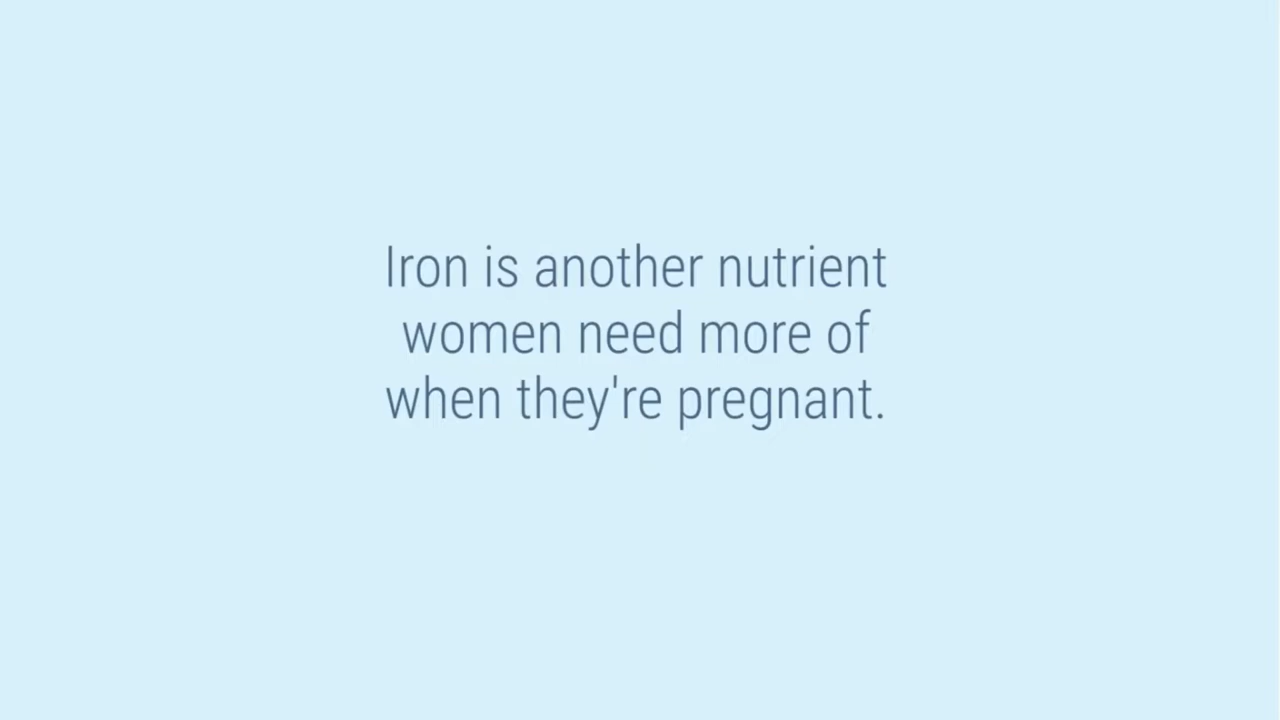 Iron is another nutrient
women need more of
when they're pregnant.